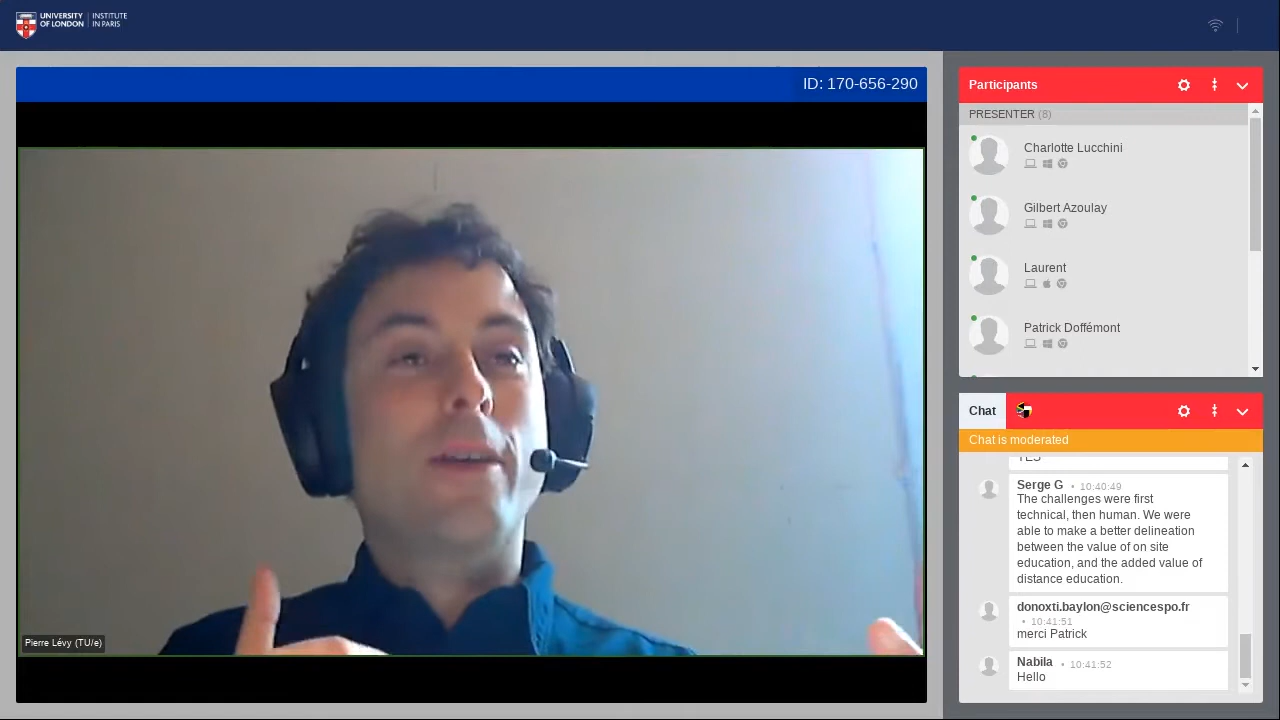 UNIVERSITY OF LONDON
INSTITUTE IN PARIS
ID: 170-656-290
Pierre Lévy (TU/e)
Participants
PRESENTER (8)
Charlotte Lucchini
Gilbert Azoulay
Laurent
Patrick Doffémont
Chat
Chat is moderated
YES
Serge G • 10:40:49
The challenges were first
technical, then human. We were
able to make a better delineation
between the value of on site
education, and the added value of
distance education.
donoxti.baylon@sciencespo.fr
• 10:41:51
merci Patrick
Nabila • 10:41:52
Hello